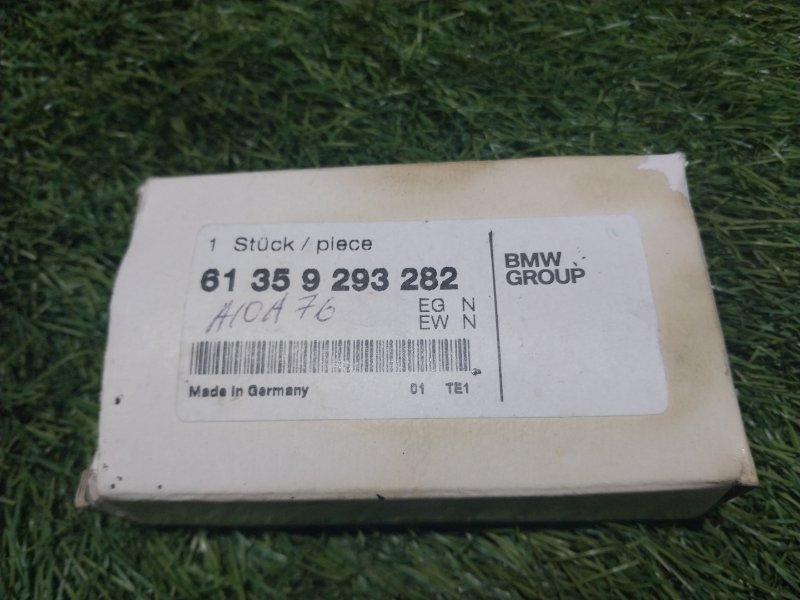 1 Stück / piece
61 35 9 293 282
A10A76
EG N
EW N
Made in Germany
01 TE1
BMW
GROUP